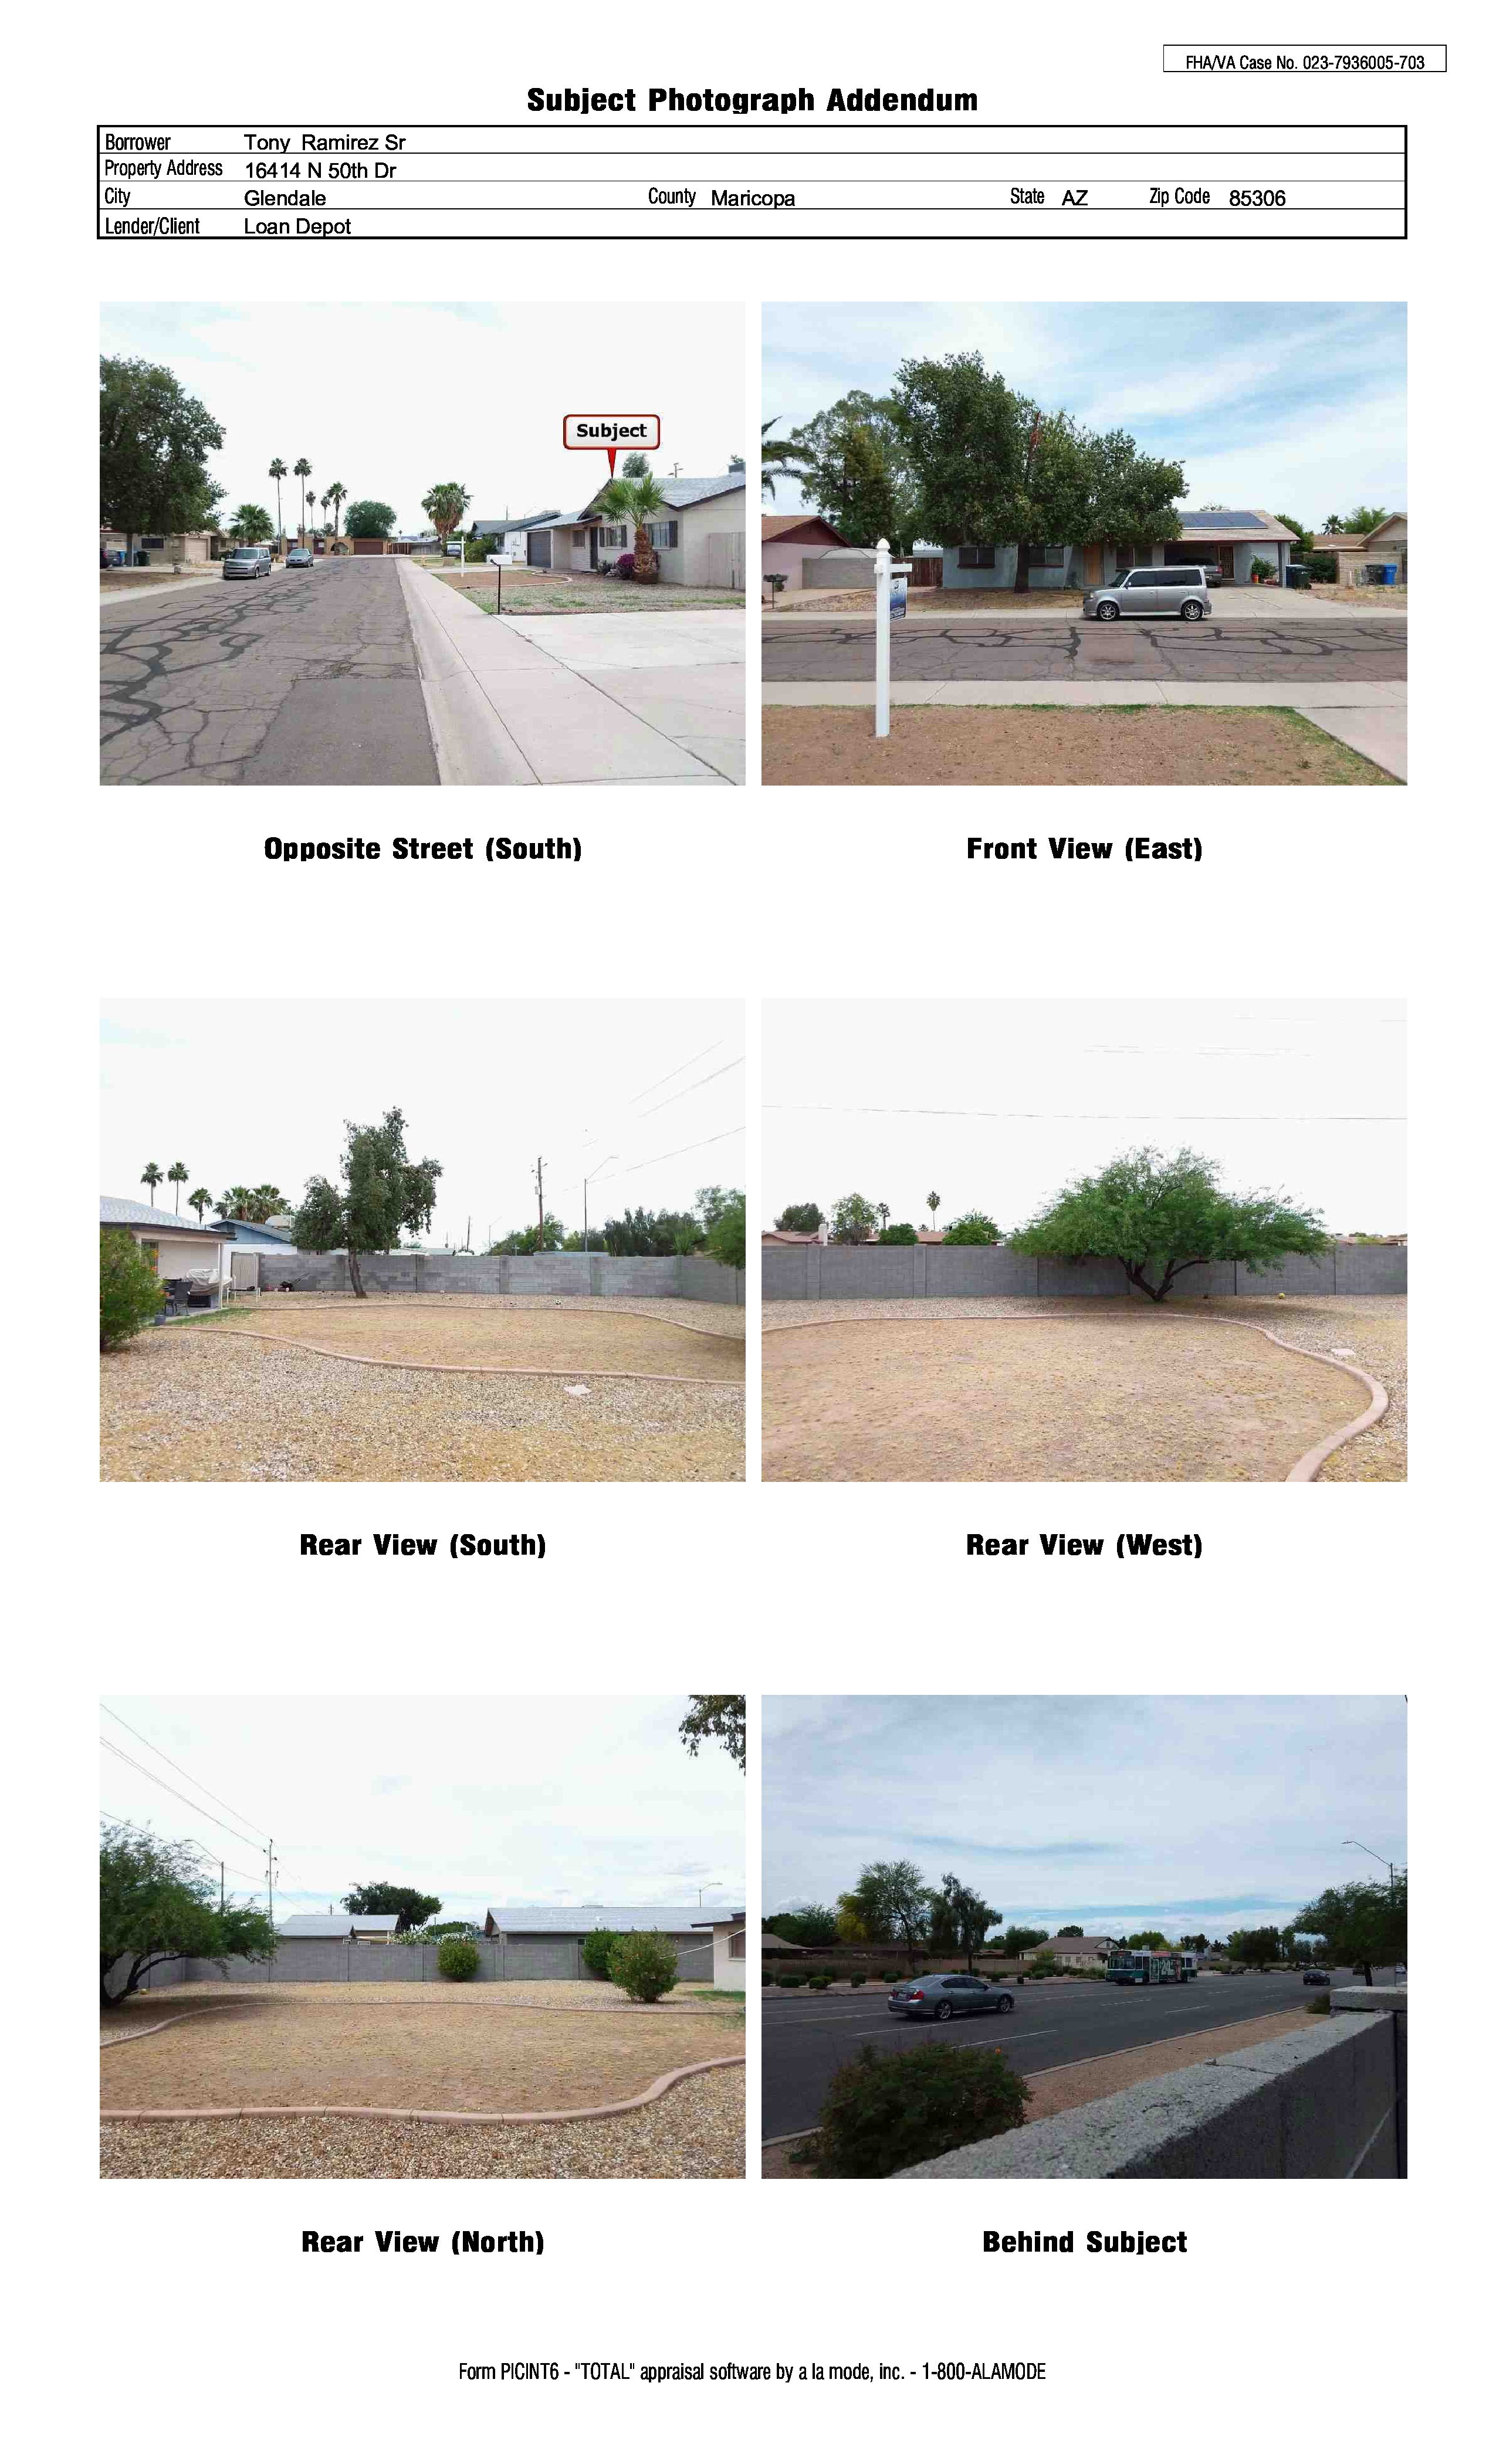 FHA/VA Case No. 023-7936005-703
Subject Photograph Addendum
Borrower Tony Ramirez Sr
Property Address 16414 N 50th Dr
City Glendale County Maricopa State AZ Zip Code 85306
Lender/Client Loan Depot
Subject
Opposite Street (South) Front View (East)
Rear View (South) Rear View (West)
Rear View (North) Behind Subject
Form PICINT6 - "TOTAL" appraisal software by a la mode, inc. - 1-800-ALAMODE